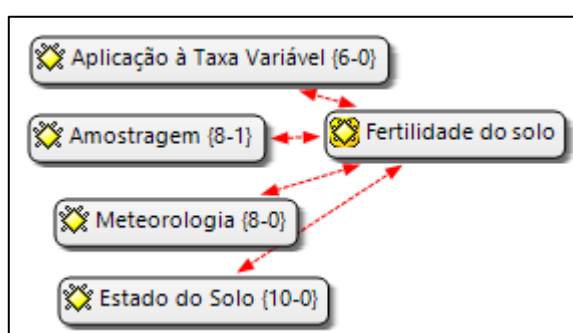 Aplicação à Taxa Variável {6-0}
Amostragem {8-1}
Fertilidade do solo
Meteorologia {8-0}
Estado do Solo {10-0}